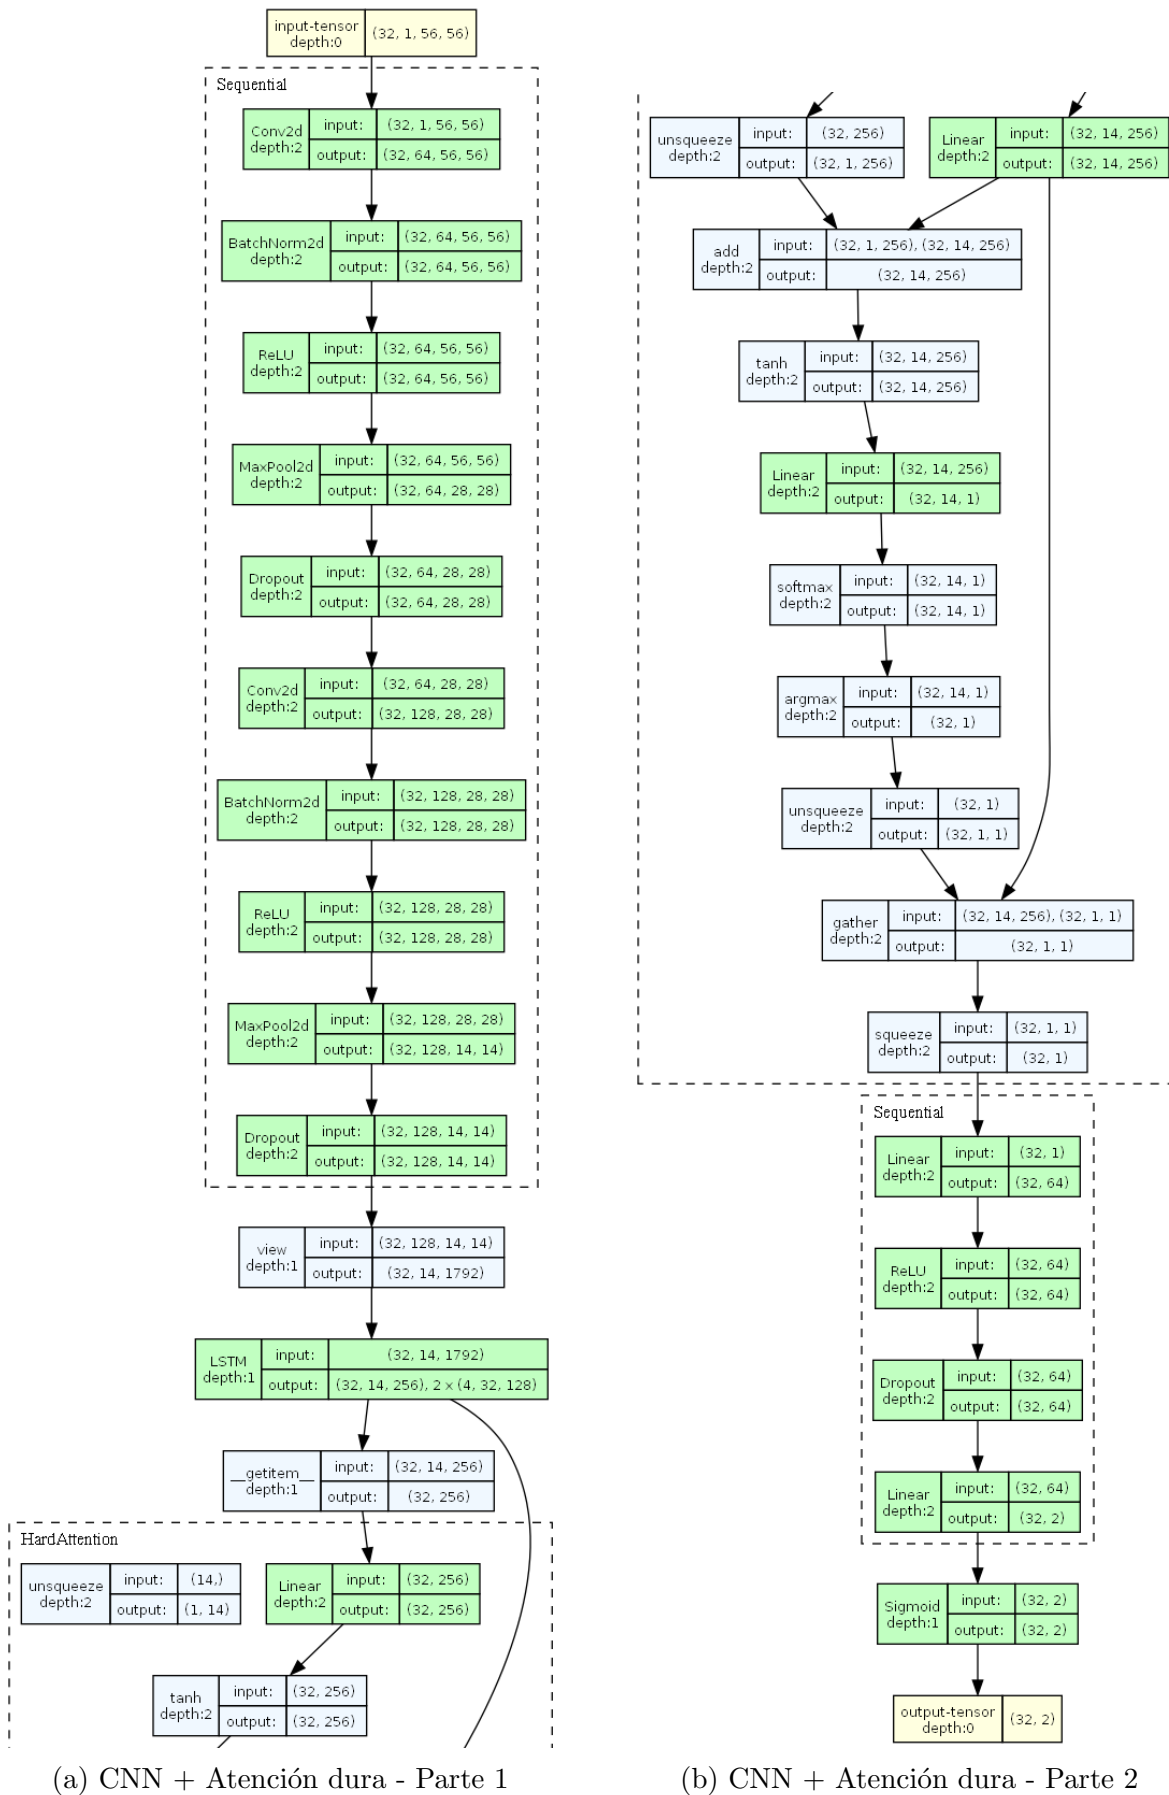 input-tensor
depth:0
(32, 1, 56, 56)
Sequential
Conv2d
depth:2
input:
(32, 1, 56, 56)
output:
(32, 64, 56, 56)
BatchNorm2d
depth:2
input:
(32, 64, 56, 56)
output:
(32, 64, 56, 56)
ReLU
depth:2
input:
(32, 64, 56, 56)
output:
(32, 64, 56, 56)
MaxPool2d
depth:2
input:
(32, 64, 56, 56)
output:
(32, 64, 28, 28)
Dropout
depth:2
input:
(32, 64, 28, 28)
output:
(32, 64, 28, 28)
Conv2d
depth:2
input:
(32, 64, 28, 28)
output:
(32, 128, 28, 28)
BatchNorm2d
depth:2
input:
(32, 128, 28, 28)
output:
(32, 128, 28, 28)
ReLU
depth:2
input:
(32, 128, 28, 28)
output:
(32, 128, 28, 28)
MaxPool2d
depth:2
input:
(32, 128, 28, 28)
output:
(32, 128, 14, 14)
Dropout
depth:2
input:
(32, 128, 14, 14)
output:
(32, 128, 14, 14)
view
depth:1
input:
(32, 128, 14, 14)
output:
(32, 14, 1792)
LSTM
depth:1
input:
(32, 14, 1792)
output:
(32, 14, 256), 2 x (4, 32, 128)
__getitem__
depth:1
input:
(32, 14, 256)
output:
(32, 256)
HardAttention
unsqueeze
depth:2
input:
(14,)
output:
(1, 14)
Linear
depth:2
input:
(32, 256)
output:
(32, 256)
tanh
depth:2
input:
(32, 256)
output:
(32, 256)
(a) CNN + Atención dura - Parte 1
unsqueeze
depth:2
input:
(32, 256)
output:
(32, 1, 256)
Linear
depth:2
input:
(32, 14, 256)
output:
(32, 14, 256)
add
depth:2
input:
(32, 1, 256), (32, 14, 256)
output:
(32, 14, 256)
tanh
depth:2
input:
(32, 14, 256)
output:
(32, 14, 256)
Linear
depth:2
input:
(32, 14, 256)
output:
(32, 14, 1)
softmax
depth:2
input:
(32, 14, 1)
output:
(32, 14, 1)
argmax
depth:2
input:
(32, 14, 1)
output:
(32, 1)
unsqueeze
depth:2
input:
(32, 1)
output:
(32, 1, 1)
gather
depth:2
input:
(32, 14, 256), (32, 1, 1)
output:
(32, 1, 1)
squeeze
depth:2
input:
(32, 1, 1)
output:
(32, 1)
Sequential
Linear
depth:2
input:
(32, 1)
output:
(32, 64)
ReLU
depth:2
input:
(32, 64)
output:
(32, 64)
Dropout
depth:2
input:
(32, 64)
output:
(32, 64)
Linear
depth:2
input:
(32, 64)
output:
(32, 2)
Sigmoid
depth:1
input:
(32, 2)
output:
(32, 2)
output-tensor
depth:0
(32, 2)
(b) CNN + Atención dura - Parte 2